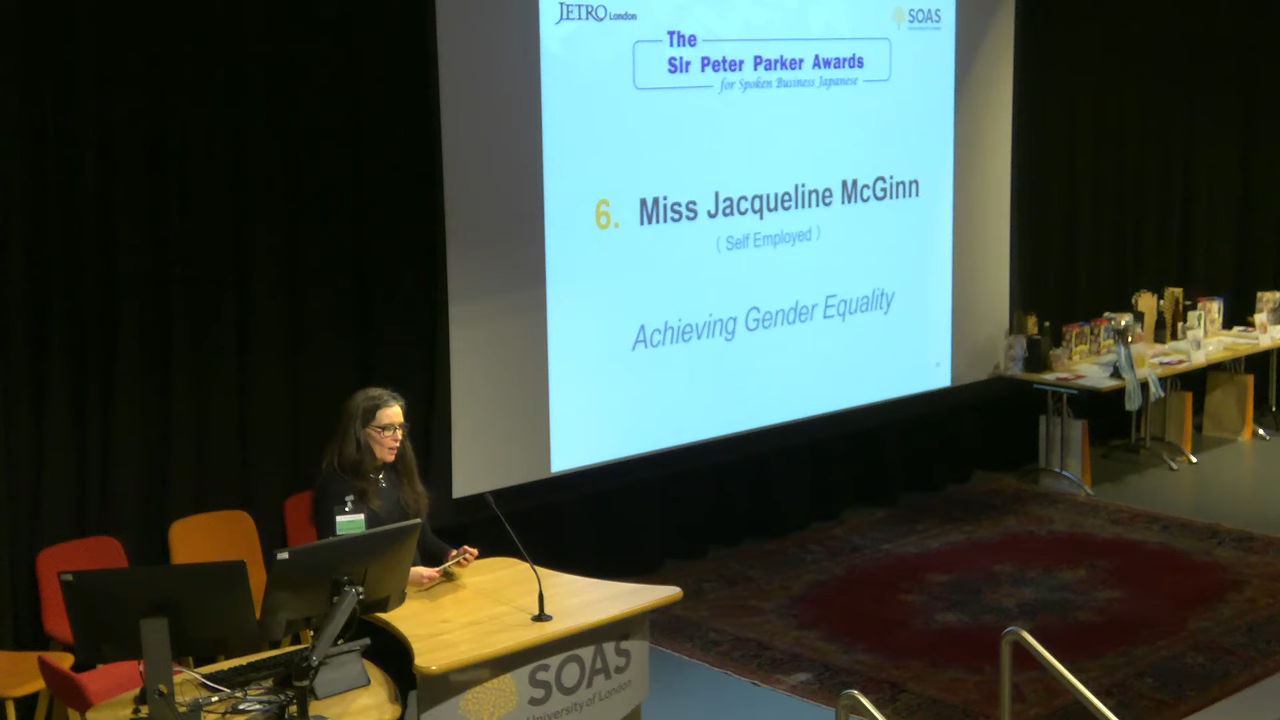 JETRO London
SOAS
The
Sir Peter Parker Awards
for Spoken Business Japanese
6. Miss Jacqueline McGinn
( Self Employed )
Achieving Gender Equality
SOAS
University of London